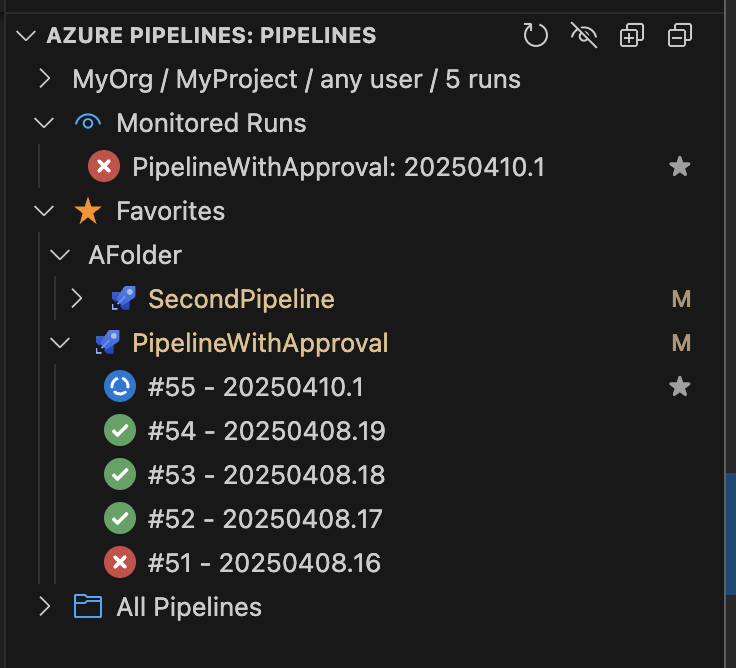 AZURE PIPELINES: PIPELINES
MyOrg / MyProject / any user / 5 runs
Monitored Runs
PipelineWithApproval: 20250410.1
Favorites
AFolder
SecondPipeline M
PipelineWithApproval M
#55 - 20250410.1
#54 - 20250408.19
#53 - 20250408.18
#52 - 20250408.17
#51 - 20250408.16
All Pipelines